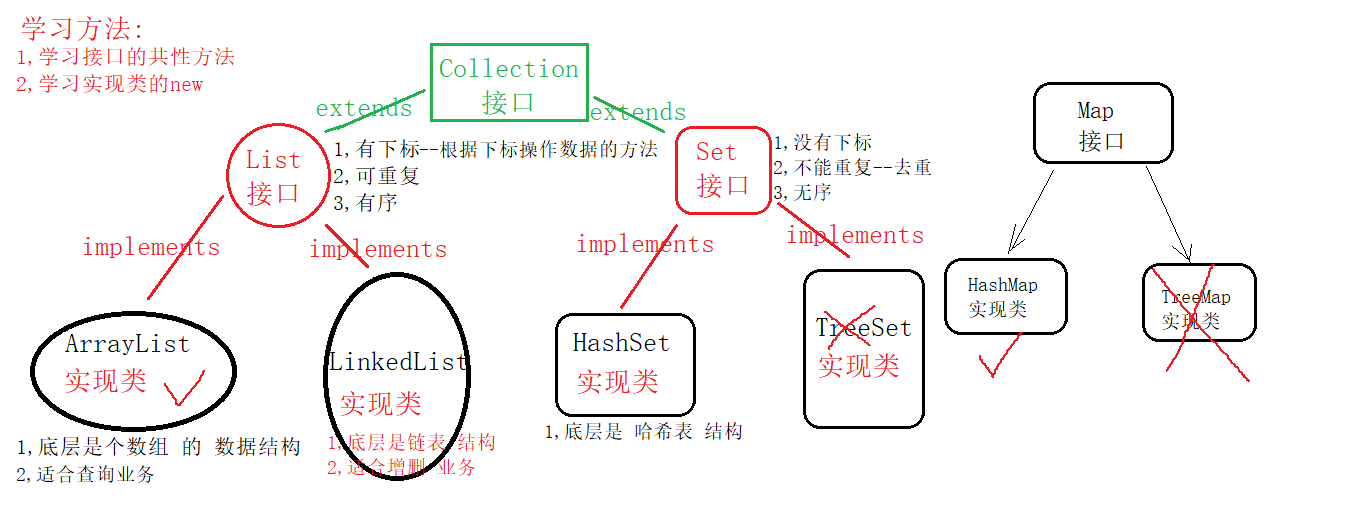 学习方法:
1,学习接口的共性方法
2,学习实现类的new
Collection
接口
extends
extends
List
接口
1,有下标--根据下标操作数据的方法
2,可重复
3,有序
Set
接口
1,没有下标
2,不能重复--去重
3,无序
Map
接口
implements
implements
implements
implements
ArrayList
实现类
1,底层是个数组 的 数据结构
2,适合查询业务
LinkedList
实现类
1,底层是链表 结构
2,适合增删 业务
HashSet
实现类
1,底层是 哈希表 结构
TreeSet
实现类
HashMap
实现类
TreeMap
实现类